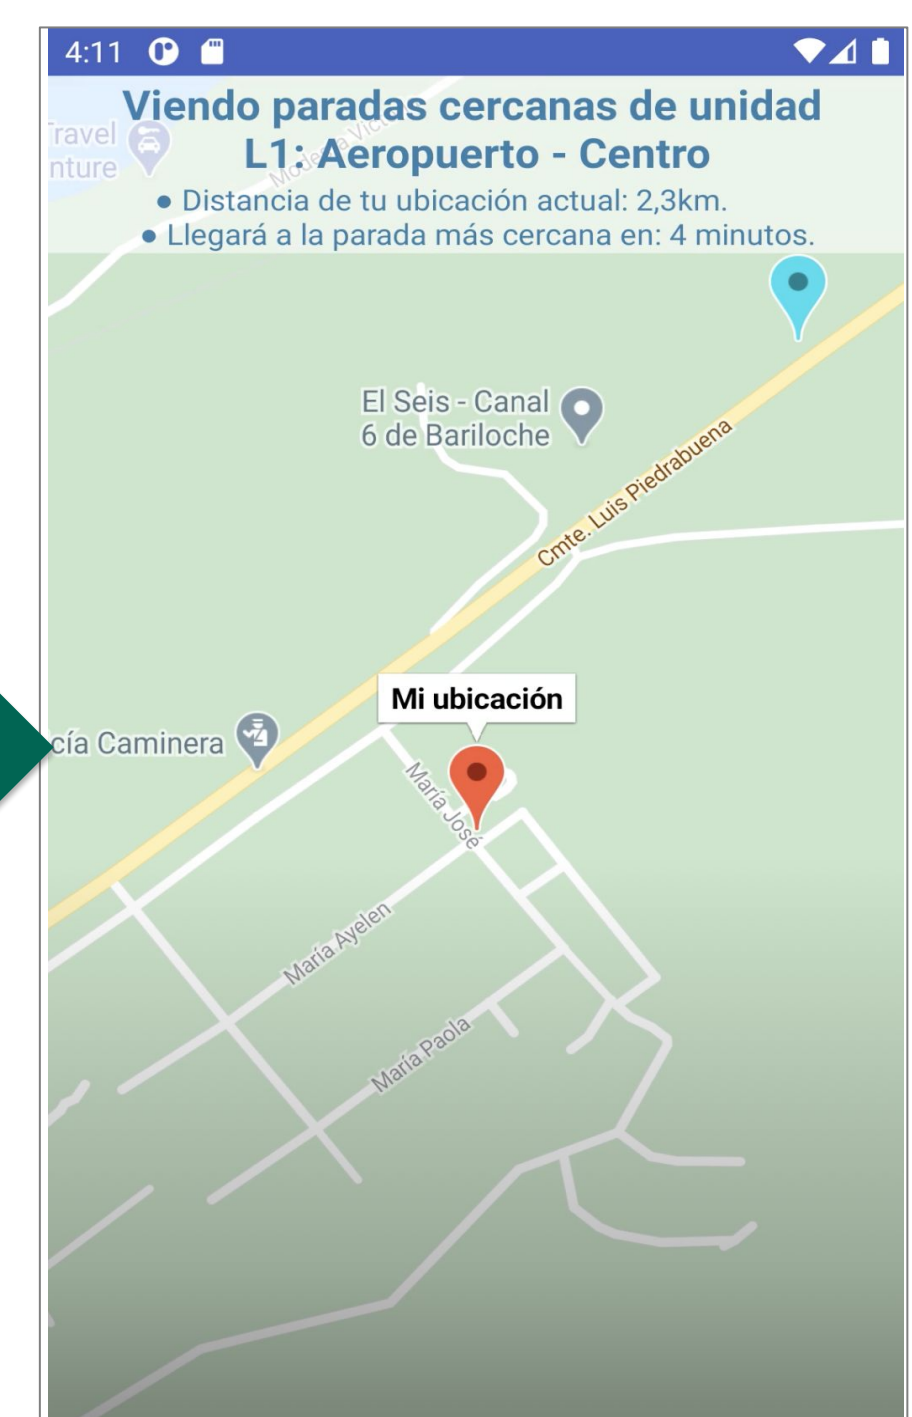 4:11
Viendo paradas cercanas de unidad
L1: Aeropuerto - Centro
● Distancia de tu ubicación actual: 2,3km.
● Llegará a la parada más cercana en: 4 minutos.
Travel
nture
El Seis - Canal
6 de Bariloche
Cmte. Luis Piedrabuena
Mi ubicación
cía Caminera
María José
María Ayelen
María Paola